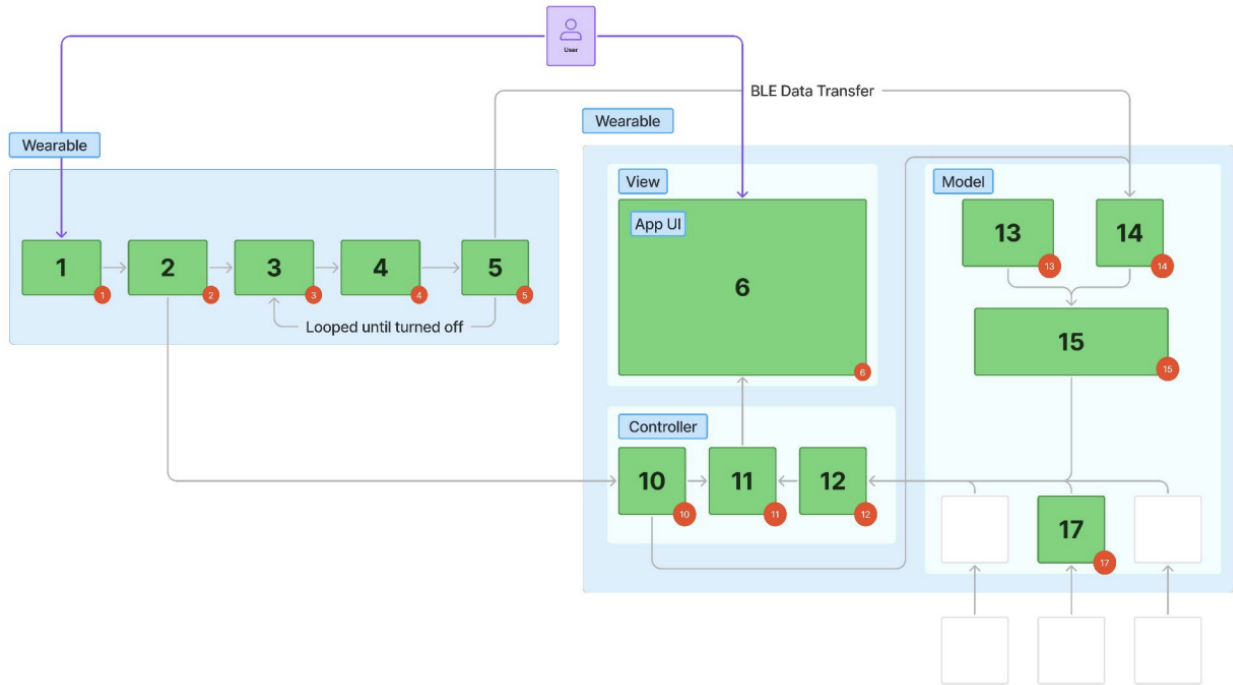 User
BLE Data Transfer
Wearable
Wearable
View
Model
App UI
13
14
13
14
1
2
3
4
5
6
1
2
3
4
5
Looped until turned off
15
15
6
Controller
10
11
12
10
11
12
17
17